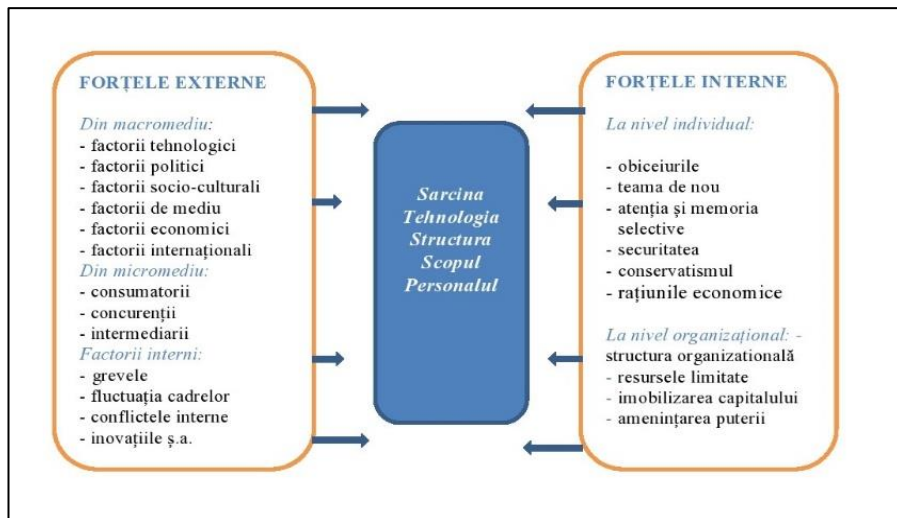 FORȚELE EXTERNE
Din macromediu:
- factorii tehnologici
- factorii politici
- factorii socio-culturali
- factorii de mediu
- factorii economici
- factorii internaționali
Din micromediu:
- consumatorii
- concurenții
- intermediarii
Factorii interni:
- grevele
- fluctuația cadrelor
- conflictele interne
- inovațiile ș.a.
Sarcina
Tehnologia
Structura
Scopul
Personalul
FORȚELE INTERNE
La nivel individual:
- obiceiurile
- teama de nou
- atenția și memoria
selective
- securitatea
- conservatismul
- rațiunile economice
La nivel organizațional: -
structura organizatională
- resursele limitate
- imobilizarea capitalului
- amenințarea puterii